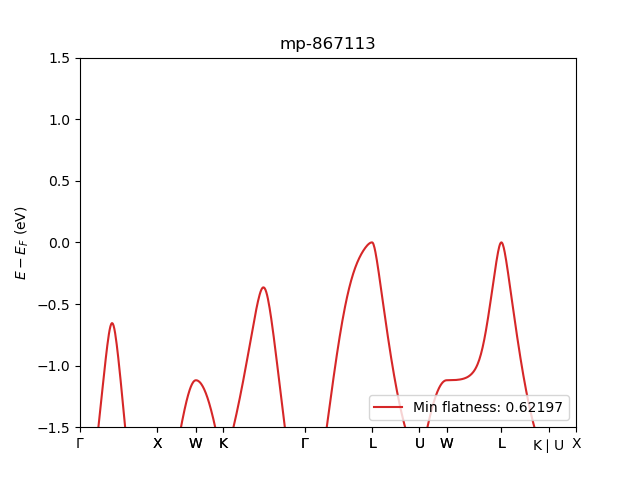 mp-867113
1.5
1.0
0.5
0.0
−0.5
−1.0
−1.5
E − E_F (eV)
Min flatness: 0.62197
Γ X W K Γ L U W L K | U X